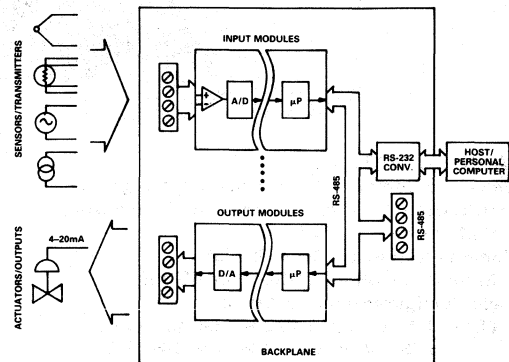 SENSORS/TRANSMITTERS
INPUT MODULES
+
−
A/D
μP
RS-485
RS-232
CONV.
HOST/
PERSONAL
COMPUTER
RS-485
OUTPUT MODULES
D/A
μP
ACTUATORS/OUTPUTS
4–20mA
BACKPLANE